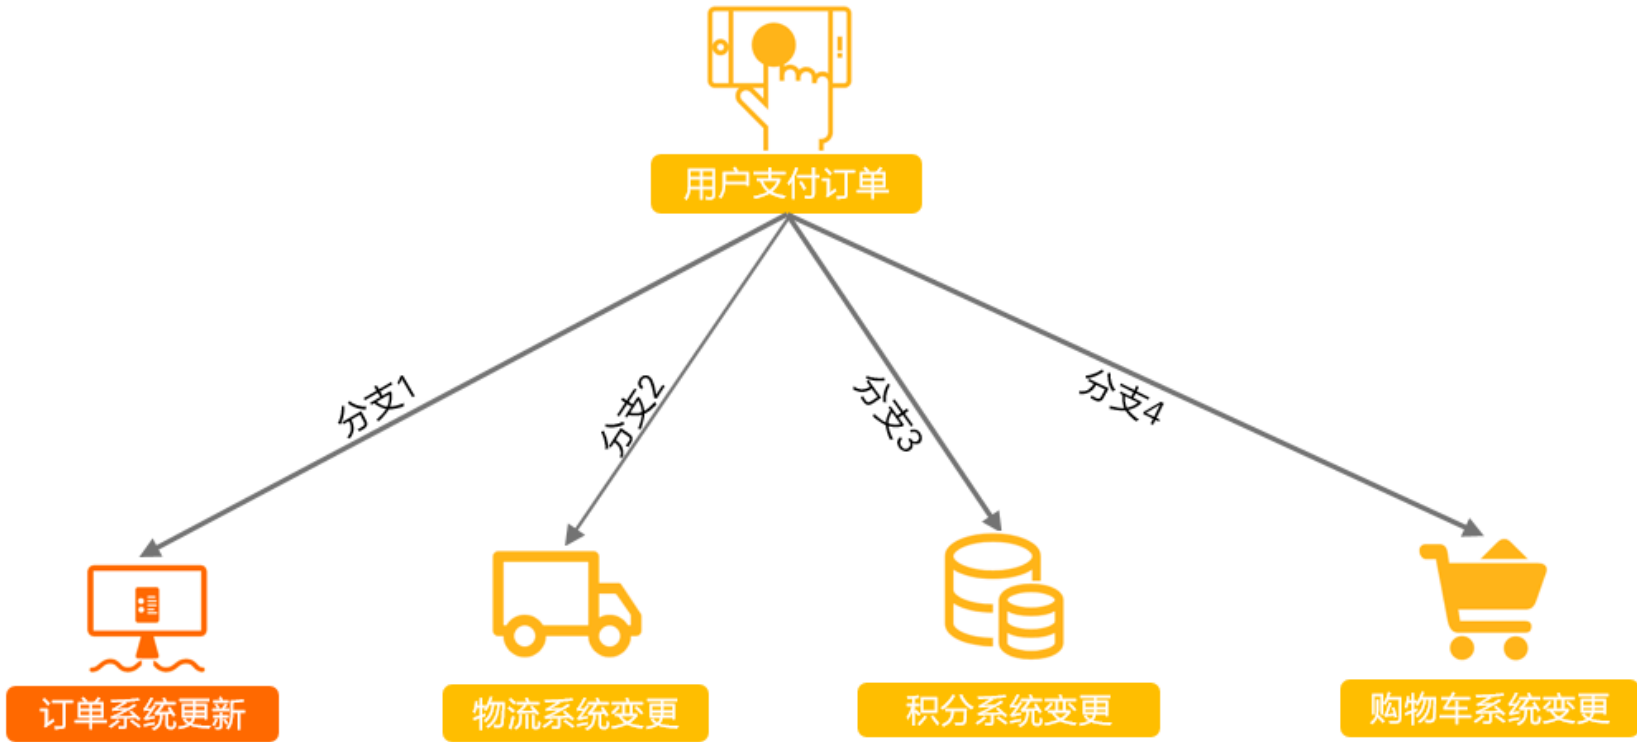 用户支付订单
分支1
分支2
分支3
分支4
订单系统更新
物流系统变更
积分系统变更
购物车系统变更